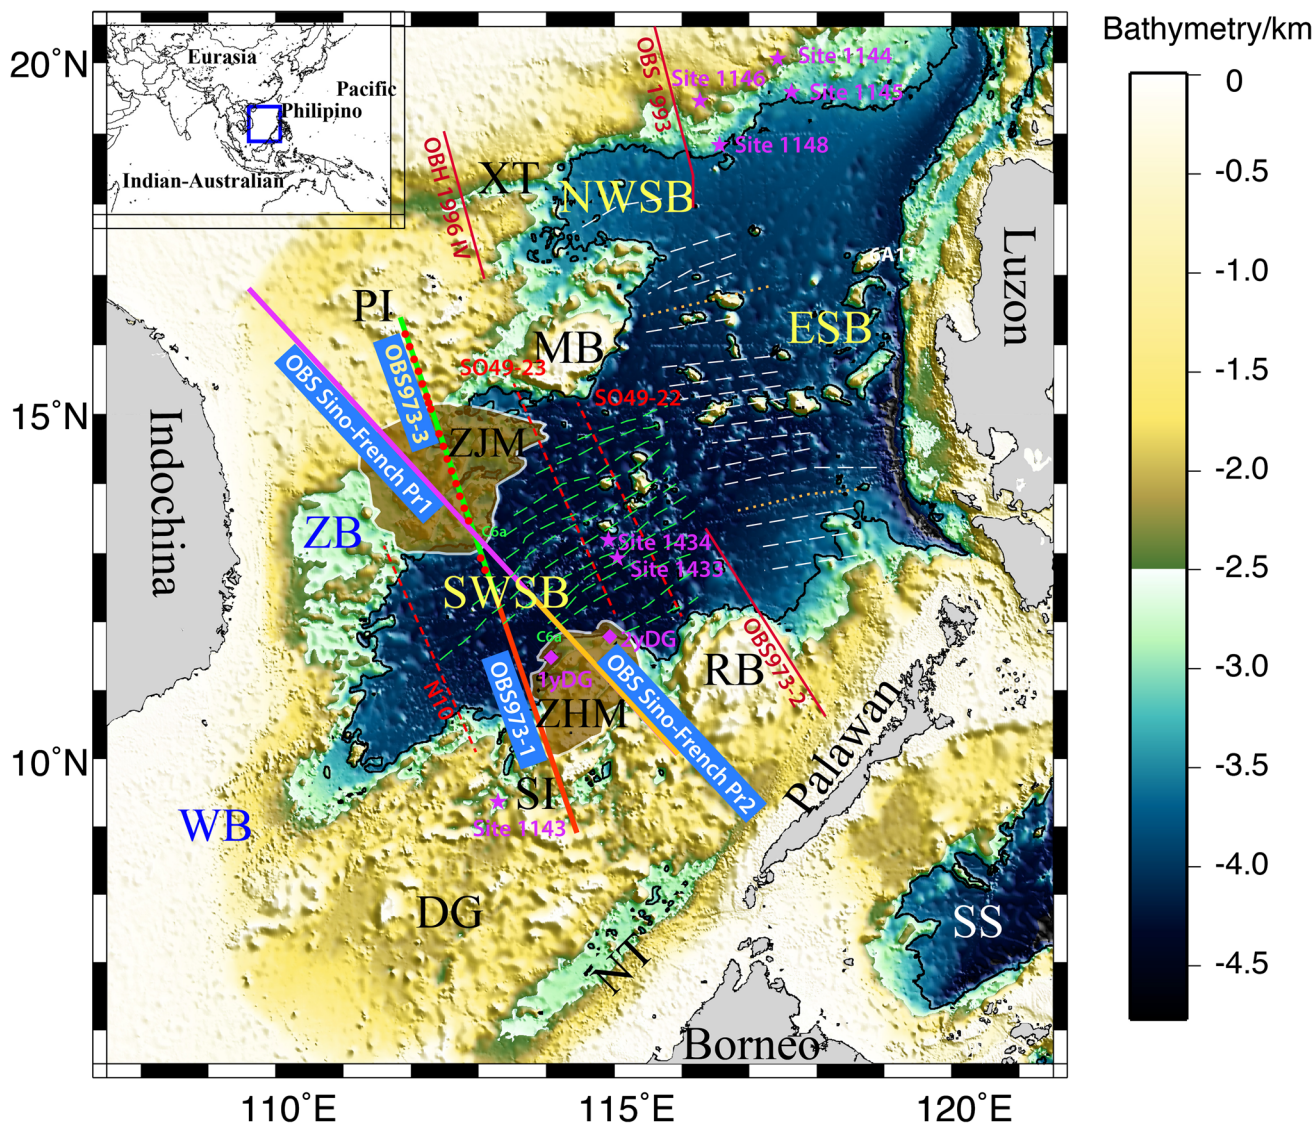 Bathymetry/km
0
-0.5
-1.0
-1.5
-2.0
-2.5
-3.0
-3.5
-4.0
-4.5
20°N
15°N
10°N
110°E
115°E
120°E
Eurasia
Pacific
Philipino
Indian-Australian
OBS 1993
Site 1144
Site 1146
Site 1145
Site 1148
OBH 1996 IV
XT
NWSB
Luzon
PI
MB
ESB
OBS973-3
OBS Sino-French Pr1
SO49-23
SO49-22
ZJM
Indochina
ZB
C6a
Site 1434
Site 1433
SWSB
C6a
2yDG
1yDG
OBS973-2
RB
N10
OBS973-1
ZHM
OBS Sino-French Pr2
Palawan
SI
Site 1143
WB
DG
NT
SS
Borneo